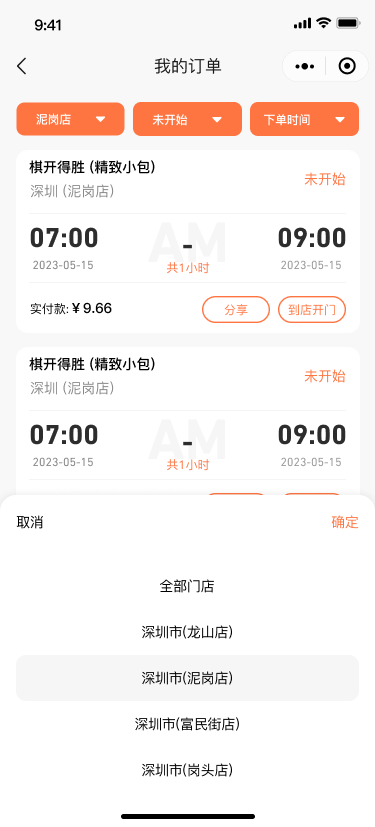 9:41
我的订单
泥岗店 未开始 下单时间
棋开得胜 (精致小包)
深圳 (泥岗店)
未开始
AM
07:00 - 09:00
2023-05-15 共1小时 2023-05-15
实付款: ¥ 9.66 分享 到店开门
棋开得胜 (精致小包)
深圳 (泥岗店)
未开始
AM
07:00 - 09:00
2023-05-15 共1小时 2023-05-15
取消 确定
全部门店
深圳市(龙山店)
深圳市(泥岗店)
深圳市(富民街店)
深圳市(岗头店)